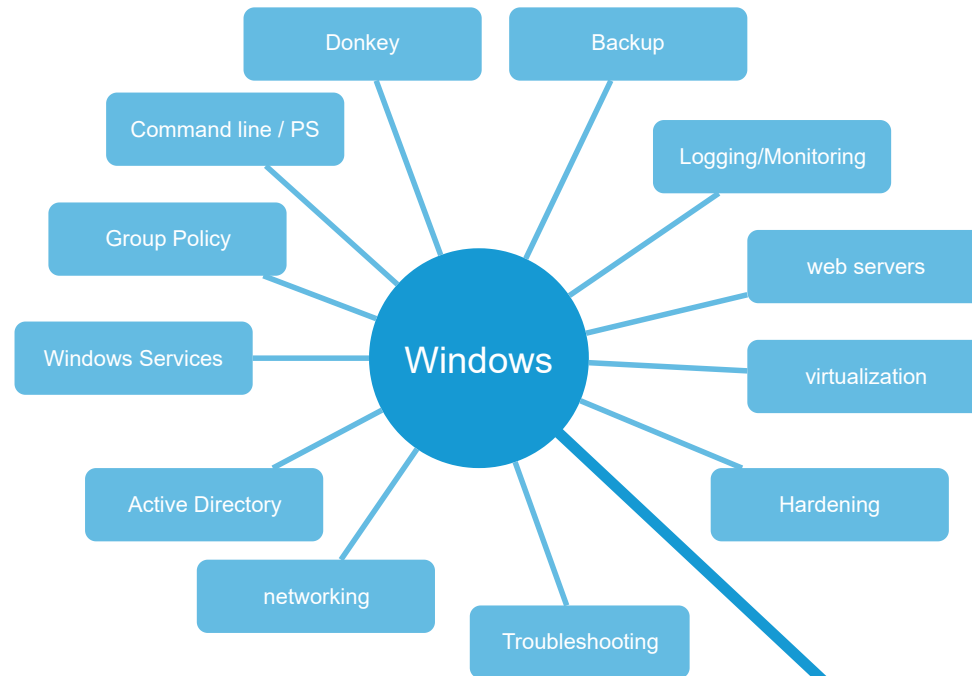 Donkey
Backup
Command line / PS
Logging/Monitoring
Group Policy
web servers
Windows Services
Windows
virtualization
Active Directory
Hardening
networking
Troubleshooting